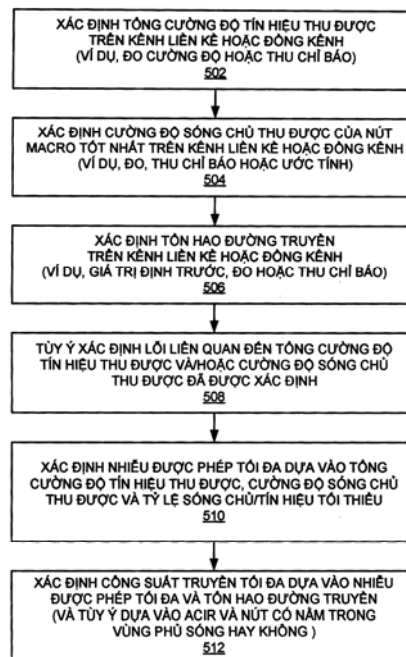 XÁC ĐỊNH TỔNG CƯỜNG ĐỘ TÍN HIỆU THU ĐƯỢC
TRÊN KÊNH LIỀN KỀ HOẶC ĐỒNG KÊNH
(VÍ DỤ, ĐO CƯỜNG ĐỘ HOẶC THU CHỈ BÁO)
502
XÁC ĐỊNH CƯỜNG ĐỘ SÓNG CHỦ THU ĐƯỢC CỦA NÚT
MACRO TỐT NHẤT TRÊN KÊNH LIỀN KỀ HOẶC ĐỒNG KÊNH
(VÍ DỤ, ĐO, THU CHỈ BÁO HOẶC ƯỚC TÍNH)
504
XÁC ĐỊNH TỔN HAO ĐƯỜNG TRUYỀN
TRÊN KÊNH LIỀN KỀ HOẶC ĐỒNG KÊNH
(VÍ DỤ, GIÁ TRỊ ĐỊNH TRƯỚC, ĐO HOẶC THU CHỈ BÁO)
506
TÙY Ý XÁC ĐỊNH LỖI LIÊN QUAN ĐẾN TỔNG CƯỜNG ĐỘ
TÍN HIỆU THU ĐƯỢC VÀ/HOẶC CƯỜNG ĐỘ SÓNG CHỦ
THU ĐƯỢC ĐÃ ĐƯỢC XÁC ĐỊNH
508
XÁC ĐỊNH NHIỄU ĐƯỢC PHÉP TỐI ĐA DỰA VÀO TỔNG
CƯỜNG ĐỘ TÍN HIỆU THU ĐƯỢC, CƯỜNG ĐỘ SÓNG CHỦ
THU ĐƯỢC VÀ TỶ LỆ SÓNG CHỦ/TÍN HIỆU TỐI THIỂU
510
XÁC ĐỊNH CÔNG SUẤT TRUYỀN TỐI ĐA DỰA VÀO NHIỄU
ĐƯỢC PHÉP TỐI ĐA VÀ TỔN HAO ĐƯỜNG TRUYỀN
(VÀ TÙY Ý DỰA VÀO ACIR VÀ NÚT CÓ NẰM TRONG
VÙNG PHỦ SÓNG HAY KHÔNG )
512